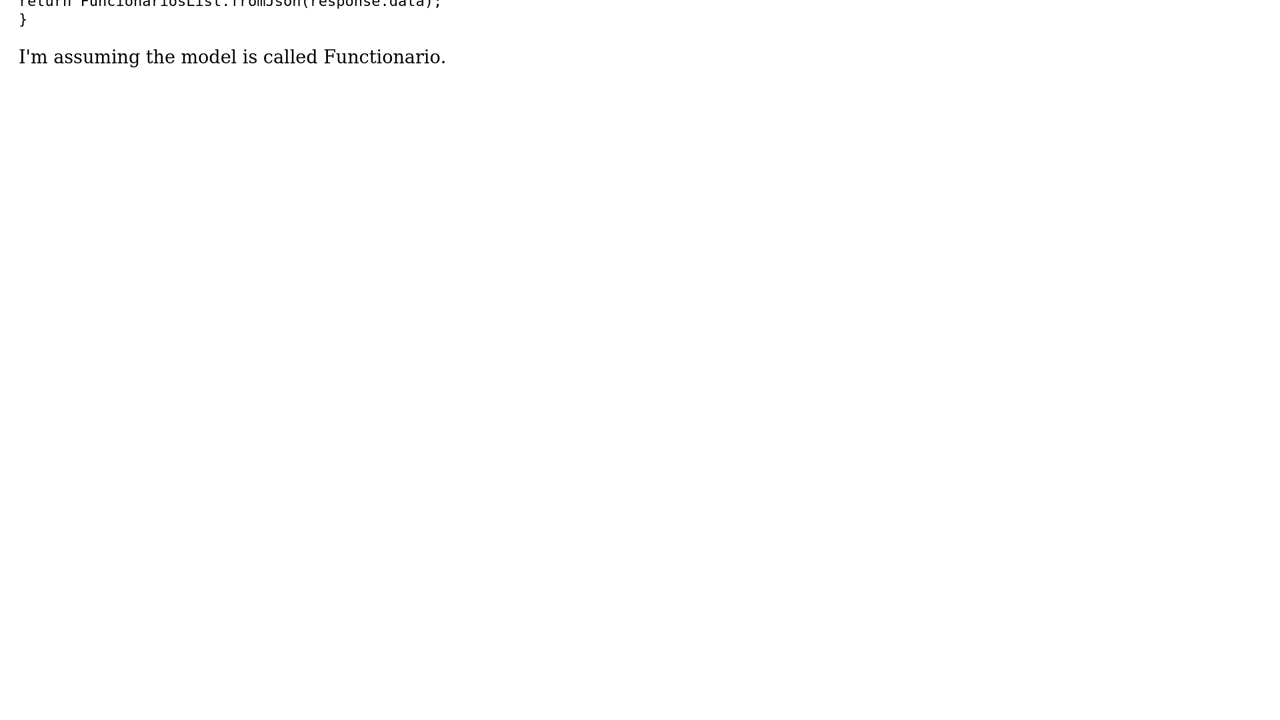 return FuncionariosList.fromJson(response.data);
}
I'm assuming the model is called Functionario.